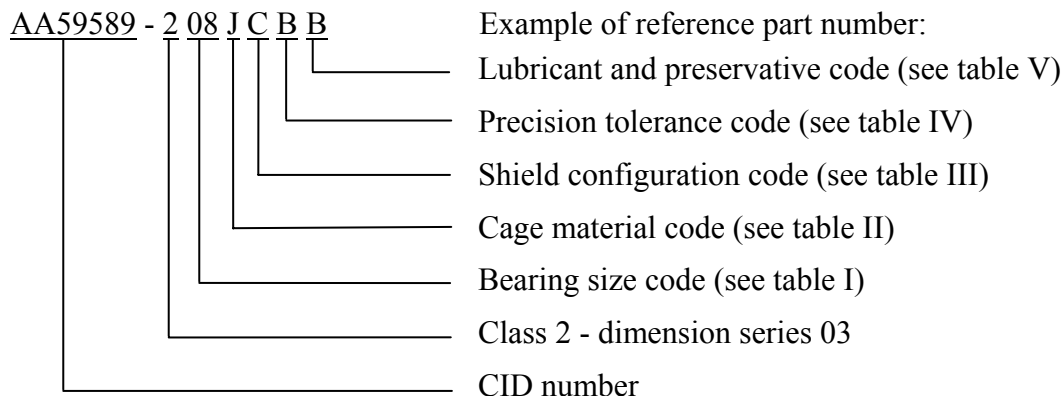 AA59589 - 2 08 J C B B Example of reference part number:
Lubricant and preservative code (see table V)
Precision tolerance code (see table IV)
Shield configuration code (see table III)
Cage material code (see table II)
Bearing size code (see table I)
Class 2 - dimension series 03
CID number